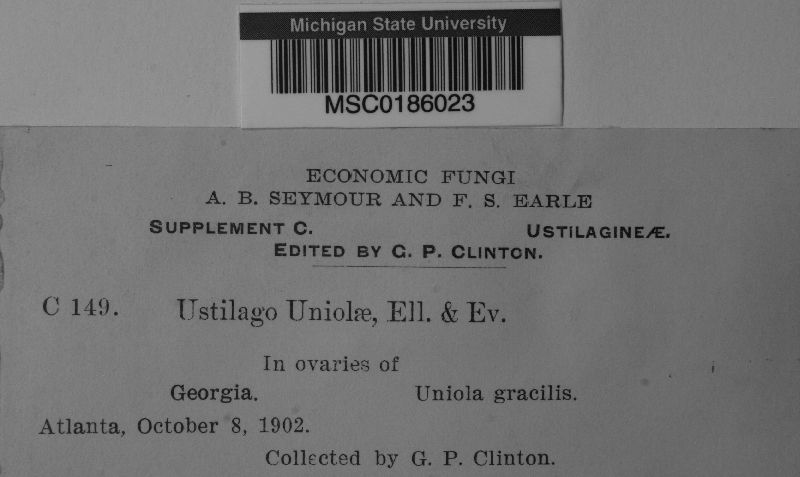 Michigan State University
MSC0186023
ECONOMIC FUNGI
A. B. SEYMOUR AND F. S. EARLE
SUPPLEMENT C. USTILAGINEÆ.
EDITED BY G. P. CLINTON.
C 149. Ustilago Uniolæ, Ell. & Ev.
In ovaries of
Georgia. Uniola gracilis.
Atlanta, October 8, 1902.
Collected by G. P. Clinton.